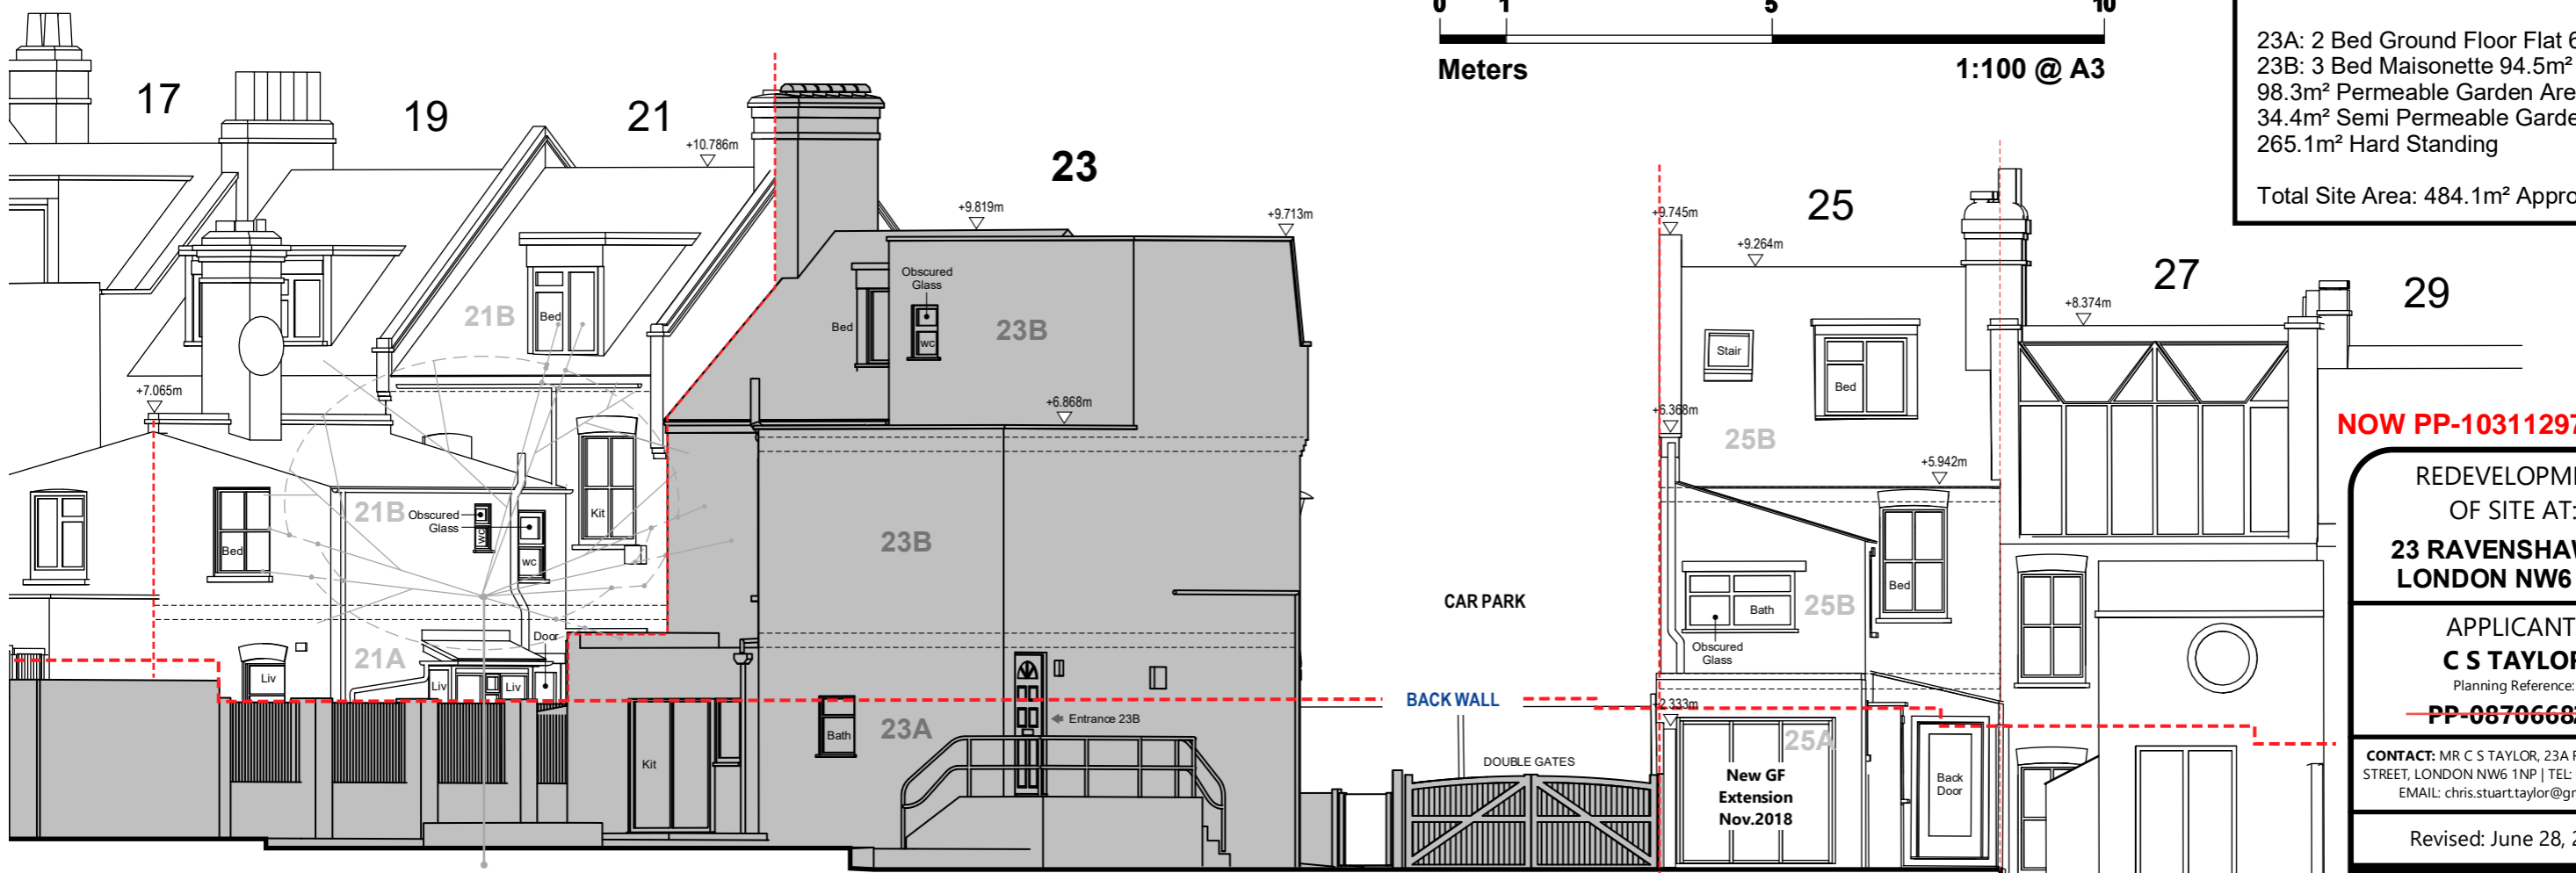 0 1 5 10
Meters 1:100 @ A3
23A: 2 Bed Ground Floor Flat
23B: 3 Bed Maisonette 94.5m²
98.3m² Permeable Garden
34.4m² Semi Permeable
265.1m² Hard Standing
Total Site Area: 484.1m²
17
19
21
23
25
27
29
+10.786m
+9.819m
+9.713m
+9.745m
+9.264m
+8.374m
+7.065m
+6.868m
+6.368m
+5.942m
+2.333m
21B
Bed
Bed
Obscured
Glass
wc
23B
Stair
Bed
25B
21B
Obscured
Glass
wc
wc
Kit
Bed
23B
CAR PARK
Bed
Bath
25B
Obscured
Glass
Door
21A
Liv
Liv
Liv
Kit
Bath
23A
Entrance 23B
BACK WALL
DOUBLE GATES
25A
New GF
Extension
Nov.2018
Back
Door
NOW PP-10311297
REDEVELOPM
OF SITE AT:
23 RAVENSHA
LONDON NW6
APPLICANT
C S TAYLOR
Planning Reference:
PP-0870668
CONTACT: MR C S TAYLOR, 23A
STREET, LONDON NW6 1NP | TEL:
EMAIL: chris.stuart.taylor@g
Revised: June 28,